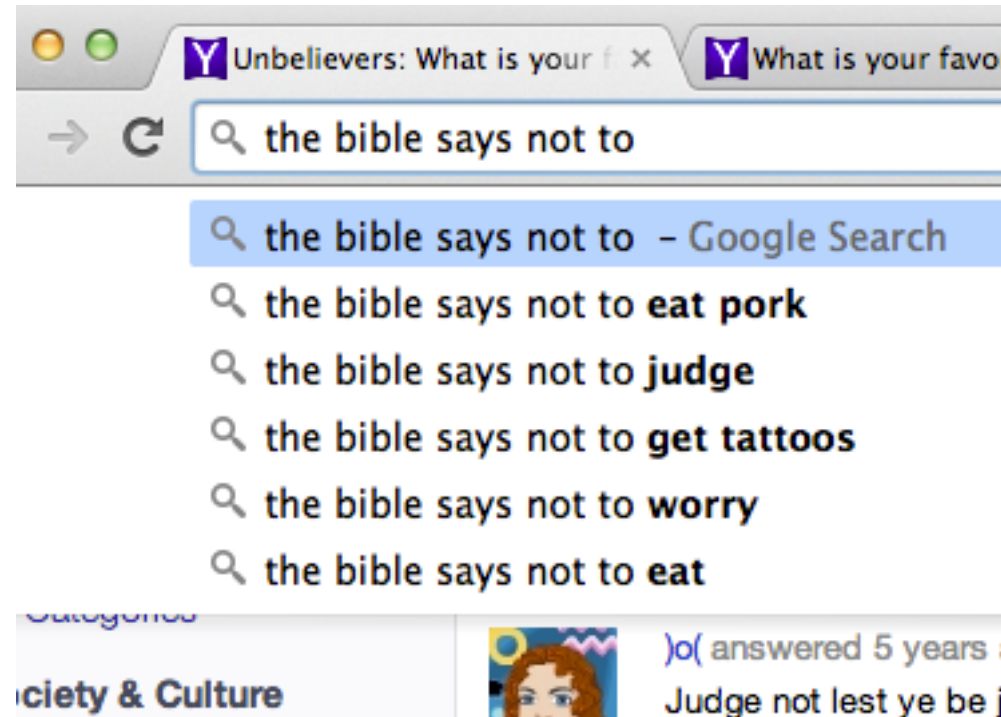 Unbelievers: What is your f × What is your favo
the bible says not to
the bible says not to – Google Search
the bible says not to eat pork
the bible says not to judge
the bible says not to get tattoos
the bible says not to worry
the bible says not to eat
Categories
)o( answered 5 years
ciety & Culture
Judge not lest ye be j